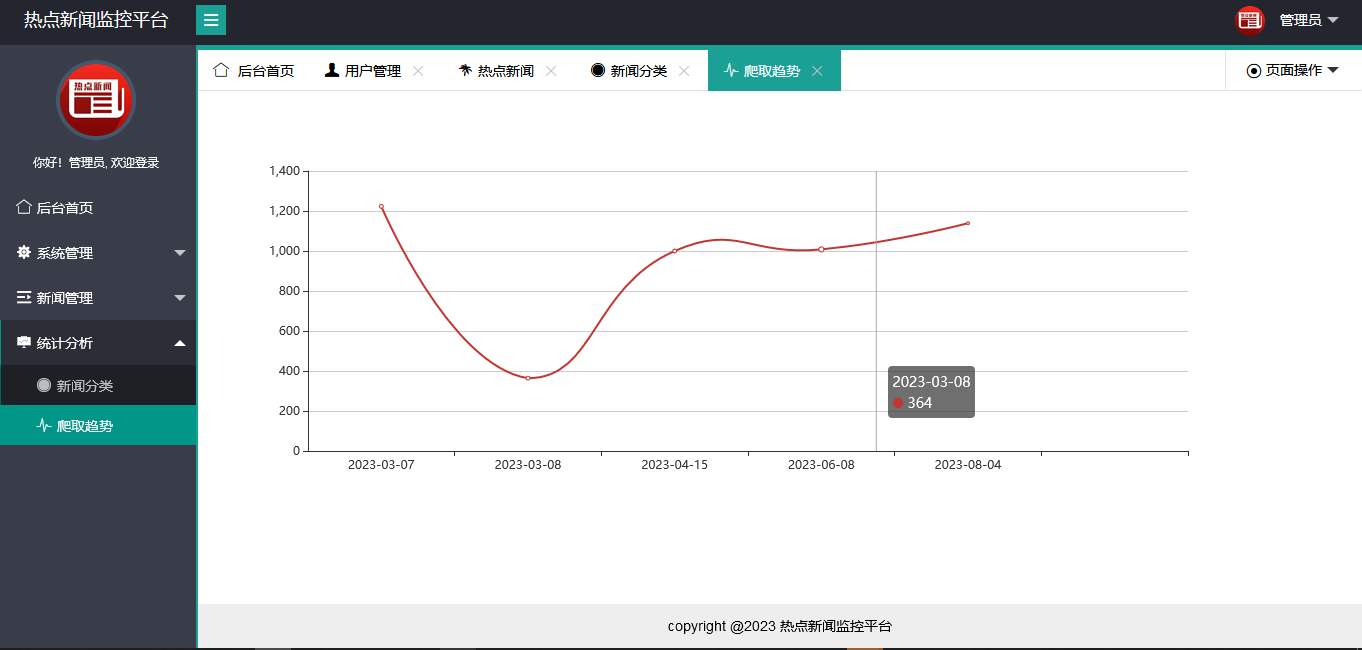 热点新闻监控平台
管理员
后台首页
用户管理
热点新闻
新闻分类
爬取趋势
页面操作
热点新闻
你好！管理员, 欢迎登录
后台首页
系统管理
新闻管理
统计分析
新闻分类
爬取趋势
1,400
1,200
1,000
800
600
400
200
0
2023-03-08
364
2023-03-07
2023-03-08
2023-04-15
2023-06-08
2023-08-04
copyright @2023 热点新闻监控平台